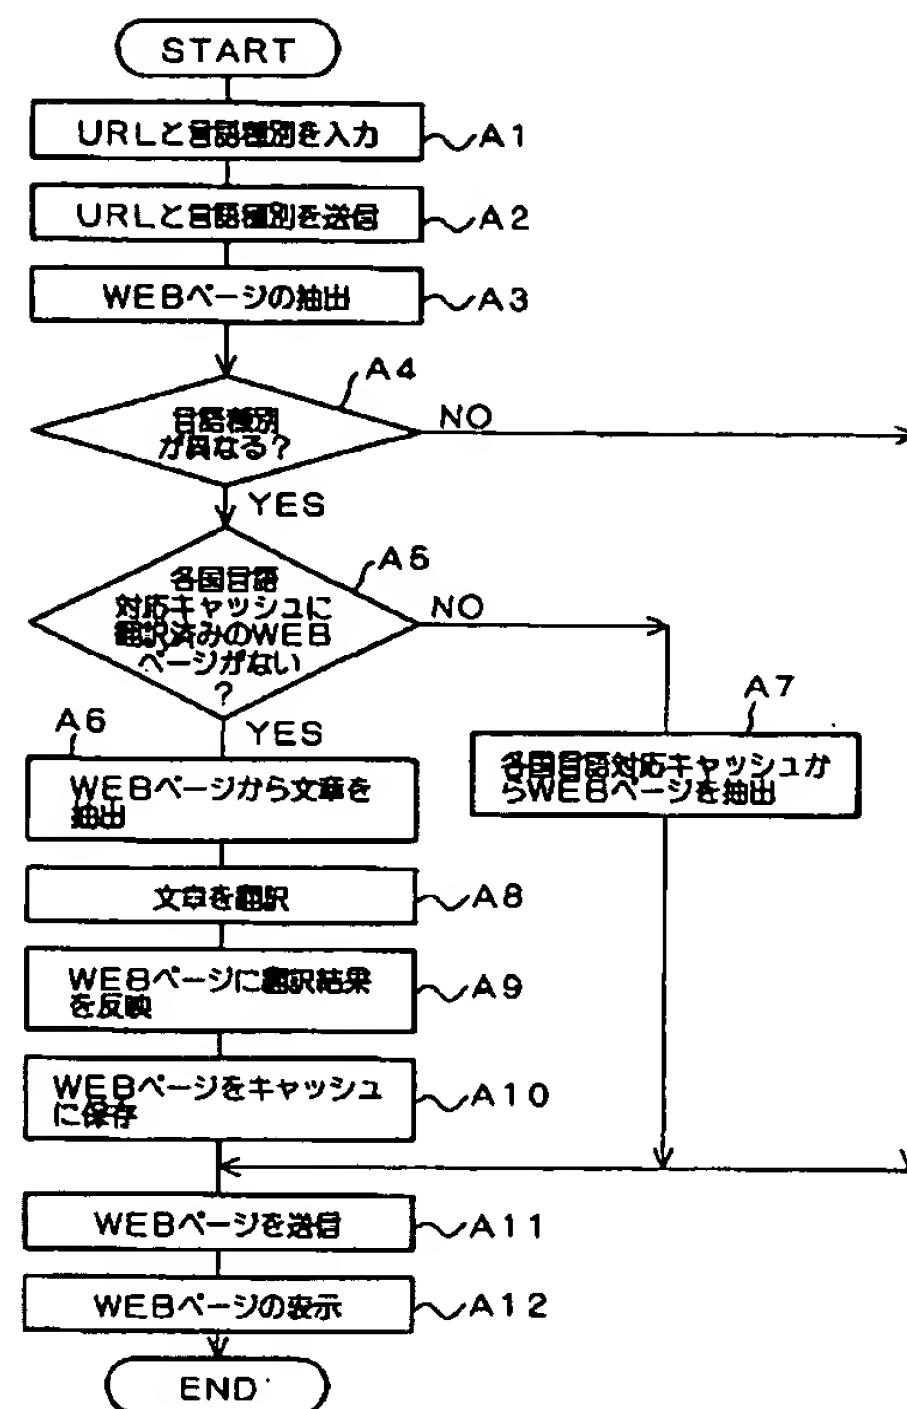 START
URLと言語種別を入力
A1
URLと言語種別を送信
A2
WEBページの抽出
A3
A4
言語種別
が異なる?
NO
YES
A5
各国言語
対応キャッシュに
翻訳済みのWEB
ページがない
?
NO
YES
A6
WEBページから文章を
抽出
A7
各国言語対応キャッシュか
らWEBページを抽出
文章を翻訳
A8
WEBページに翻訳結果
を反映
A9
WEBページをキャッシュ
に保存
A10
WEBページを送信
A11
WEBページの表示
A12
END